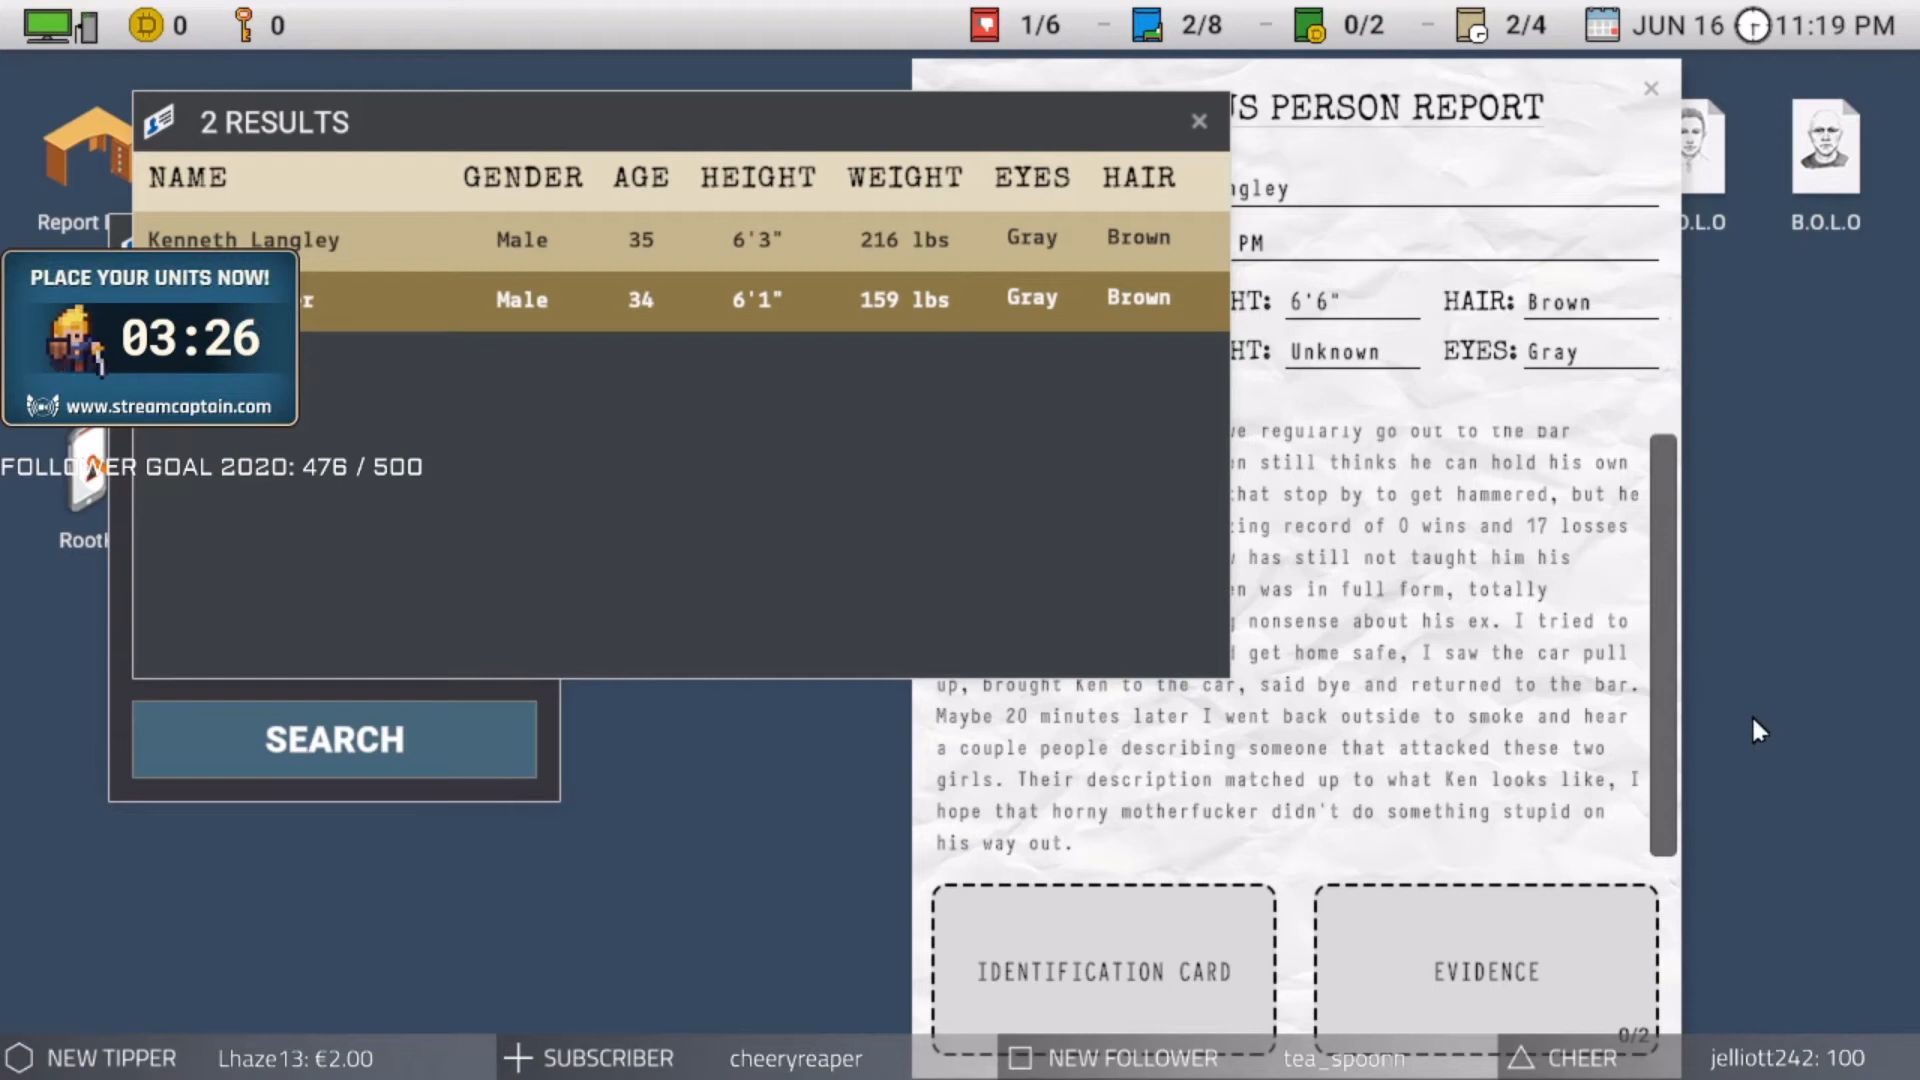 0
0
1/6
2/8
0/2
2/4
JUN 16
11:19 PM
2 RESULTS
NAME GENDER AGE HEIGHT WEIGHT EYES HAIR
Kenneth Langley Male 35 6'3" 216 lbs Gray Brown
Male 34 6'1" 159 lbs Gray Brown
Report
PLACE YOUR UNITS NOW!
03:26
www.streamcaptain.com
FOLLOWER GOAL 2020: 476 / 500
SEARCH
PERSON REPORT
PM
6'6" HAIR: Brown
Unknown EYES: Gray
regularly go out to the bar
still thinks he can hold his own
that stop by to get hammered, but he
record of 0 wins and 17 losses
has still not taught him his
was in full form, totally
nonsense about his ex. I tried to
get home safe, I saw the car pull
up, brought Ken to the car, said bye and returned to the bar.
Maybe 20 minutes later I went back outside to smoke and hear
a couple people describing someone that attacked these two
girls. Their description matched up to what Ken looks like, I
hope that horny motherfucker didn't do something stupid on
his way out.
IDENTIFICATION CARD
EVIDENCE
0/2
B.O.L.O
B.O.L.O
NEW TIPPER Lhaze13: €2.00
SUBSCRIBER cheeryreaper
NEW FOLLOWER tea_spoonn
CHEER jelliott242: 100